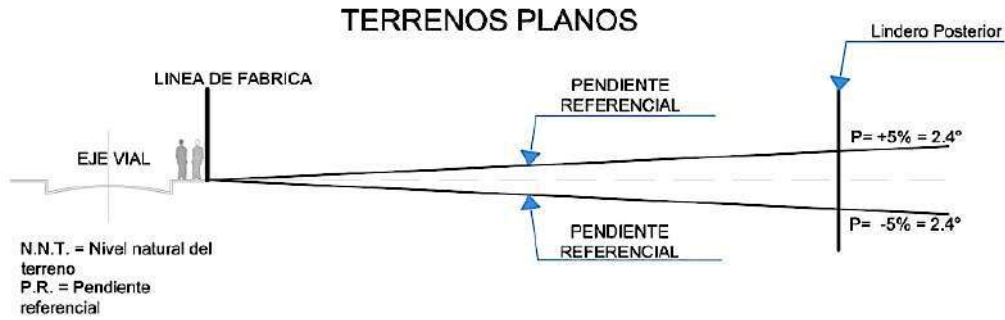 TERRENOS PLANOS
Lindero Posterior
LINEA DE FABRICA
PENDIENTE
REFERENCIAL
P= +5% = 2.4°
EJE VIAL
P= -5% = 2.4°
PENDIENTE
REFERENCIAL
N.N.T. = Nivel natural del
terreno
P.R. = Pendiente
referencial